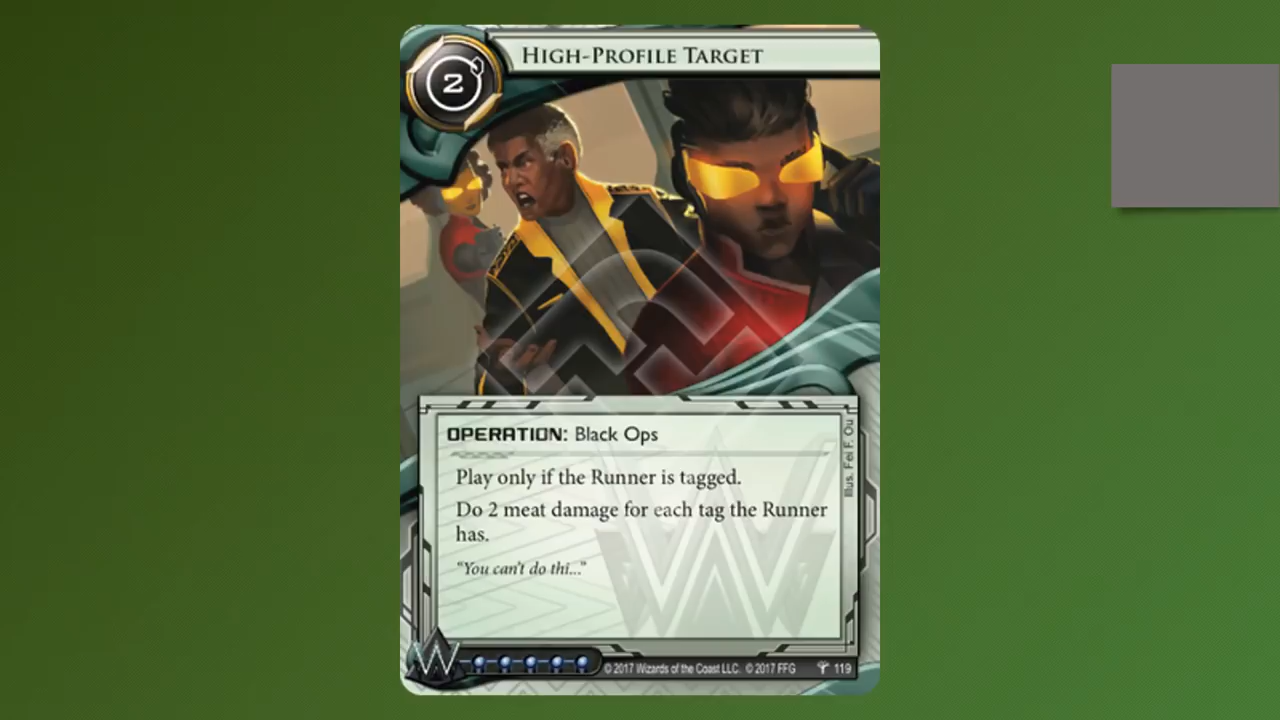 2
High-Profile Target
OPERATION: Black Ops
Play only if the Runner is tagged.
Do 2 meat damage for each tag the Runner
has.
"You can't do thi..."
Illus. Fei F. Ou
© 2017 Wizards of the Coast LLC. © 2017 FFG
119